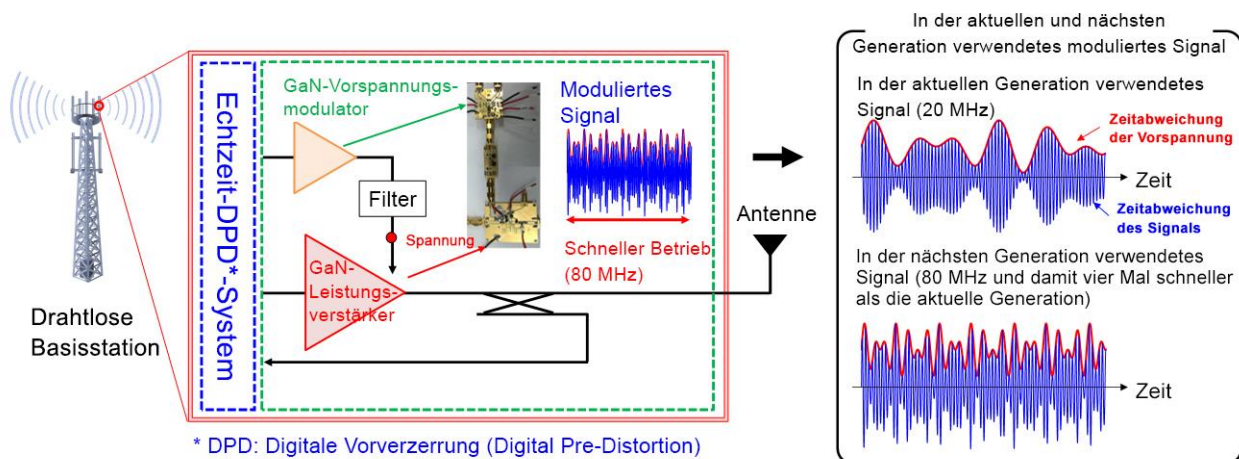 Drahtlose
Basisstation
Echtzeit-DPD*-System
GaN-Vorspannungs-
modulator
Filter
Spannung
GaN-
Leistungs-
verstärker
Moduliertes
Signal
Schneller Betrieb
(80 MHz)
Antenne
* DPD: Digitale Vorverzerrung (Digital Pre-Distortion)
In der aktuellen und nächsten
Generation verwendetes moduliertes Signal
In der aktuellen Generation verwendetes
Signal (20 MHz)
Zeitabweichung
der Vorspannung
Zeit
Zeitabweichung
des Signals
In der nächsten Generation verwendetes
Signal (80 MHz und damit vier Mal schneller
als die aktuelle Generation)
Zeit